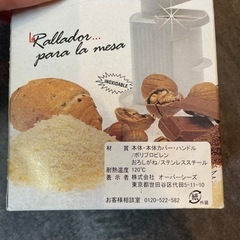 Rallador...
para la mesa
INOXIDABLE
材 質 本体・本体カバー・ハンドル
/ポリプロピレン
おろしがね/ステンレススチール
耐熱温度 120℃
表 示 者 株式会社 オーバーシーズ
東京都世田谷区代田5-11-10
お客様相談室 0120-522-582
外箱